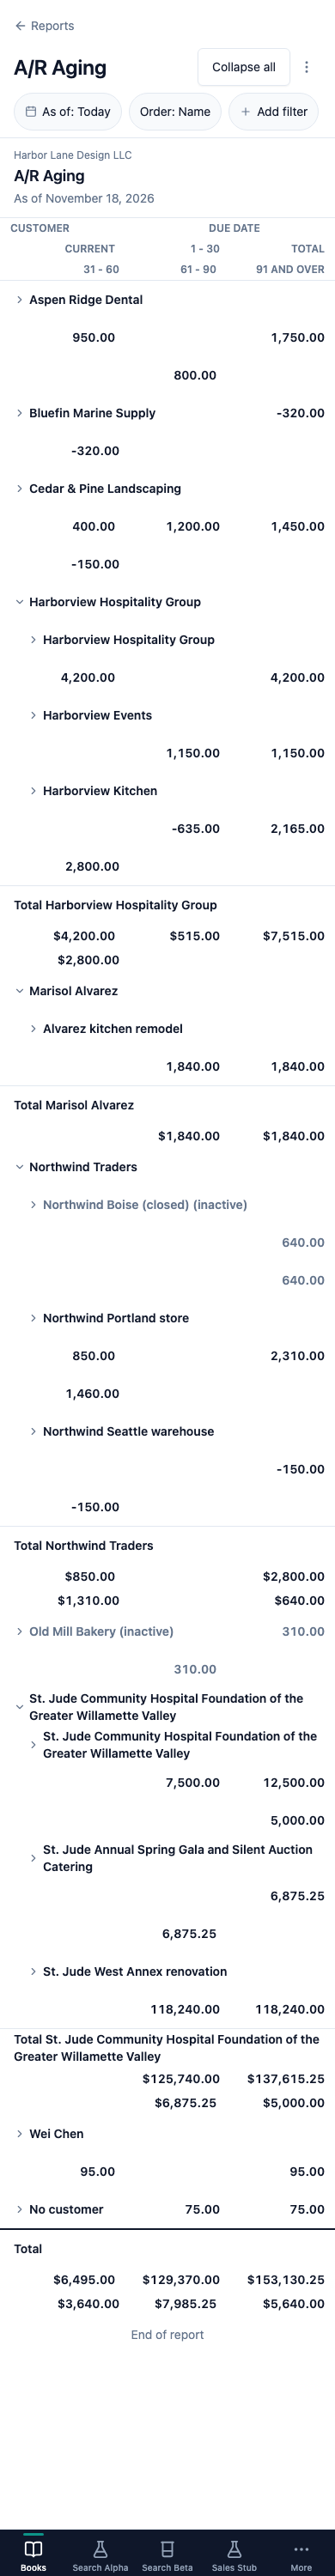 Reports
A/R Aging
Collapse all
As of: Today
Order: Name
Add filter
Harbor Lane Design LLC
A/R Aging
As of November 18, 2026
CUSTOMER DUE DATE
CURRENT 1 - 30 TOTAL
31 - 60 61 - 90 91 AND OVER
Aspen Ridge Dental
950.00 1,750.00
800.00
Bluefin Marine Supply -320.00
-320.00
Cedar & Pine Landscaping
400.00 1,200.00 1,450.00
-150.00
Harborview Hospitality Group
Harborview Hospitality Group
4,200.00 4,200.00
Harborview Events
1,150.00 1,150.00
Harborview Kitchen
-635.00 2,165.00
2,800.00
Total Harborview Hospitality Group
$4,200.00 $515.00 $7,515.00
$2,800.00
Marisol Alvarez
Alvarez kitchen remodel
1,840.00 1,840.00
Total Marisol Alvarez
$1,840.00 $1,840.00
Northwind Traders
Northwind Boise (closed) (inactive)
640.00
640.00
Northwind Portland store
850.00 2,310.00
1,460.00
Northwind Seattle warehouse
-150.00
-150.00
Total Northwind Traders
$850.00 $2,800.00
$1,310.00 $640.00
Old Mill Bakery (inactive) 310.00
310.00
St. Jude Community Hospital Foundation of the
Greater Willamette Valley
St. Jude Community Hospital Foundation of the
Greater Willamette Valley
7,500.00 12,500.00
5,000.00
St. Jude Annual Spring Gala and Silent Auction
Catering
6,875.25
6,875.25
St. Jude West Annex renovation
118,240.00 118,240.00
Total St. Jude Community Hospital Foundation of the
Greater Willamette Valley
$125,740.00 $137,615.25
$6,875.25 $5,000.00
Wei Chen
95.00 95.00
No customer 75.00 75.00
Total
$6,495.00 $129,370.00 $153,130.25
$3,640.00 $7,985.25 $5,640.00
End of report
Books Search Alpha Search Beta Sales Stub More